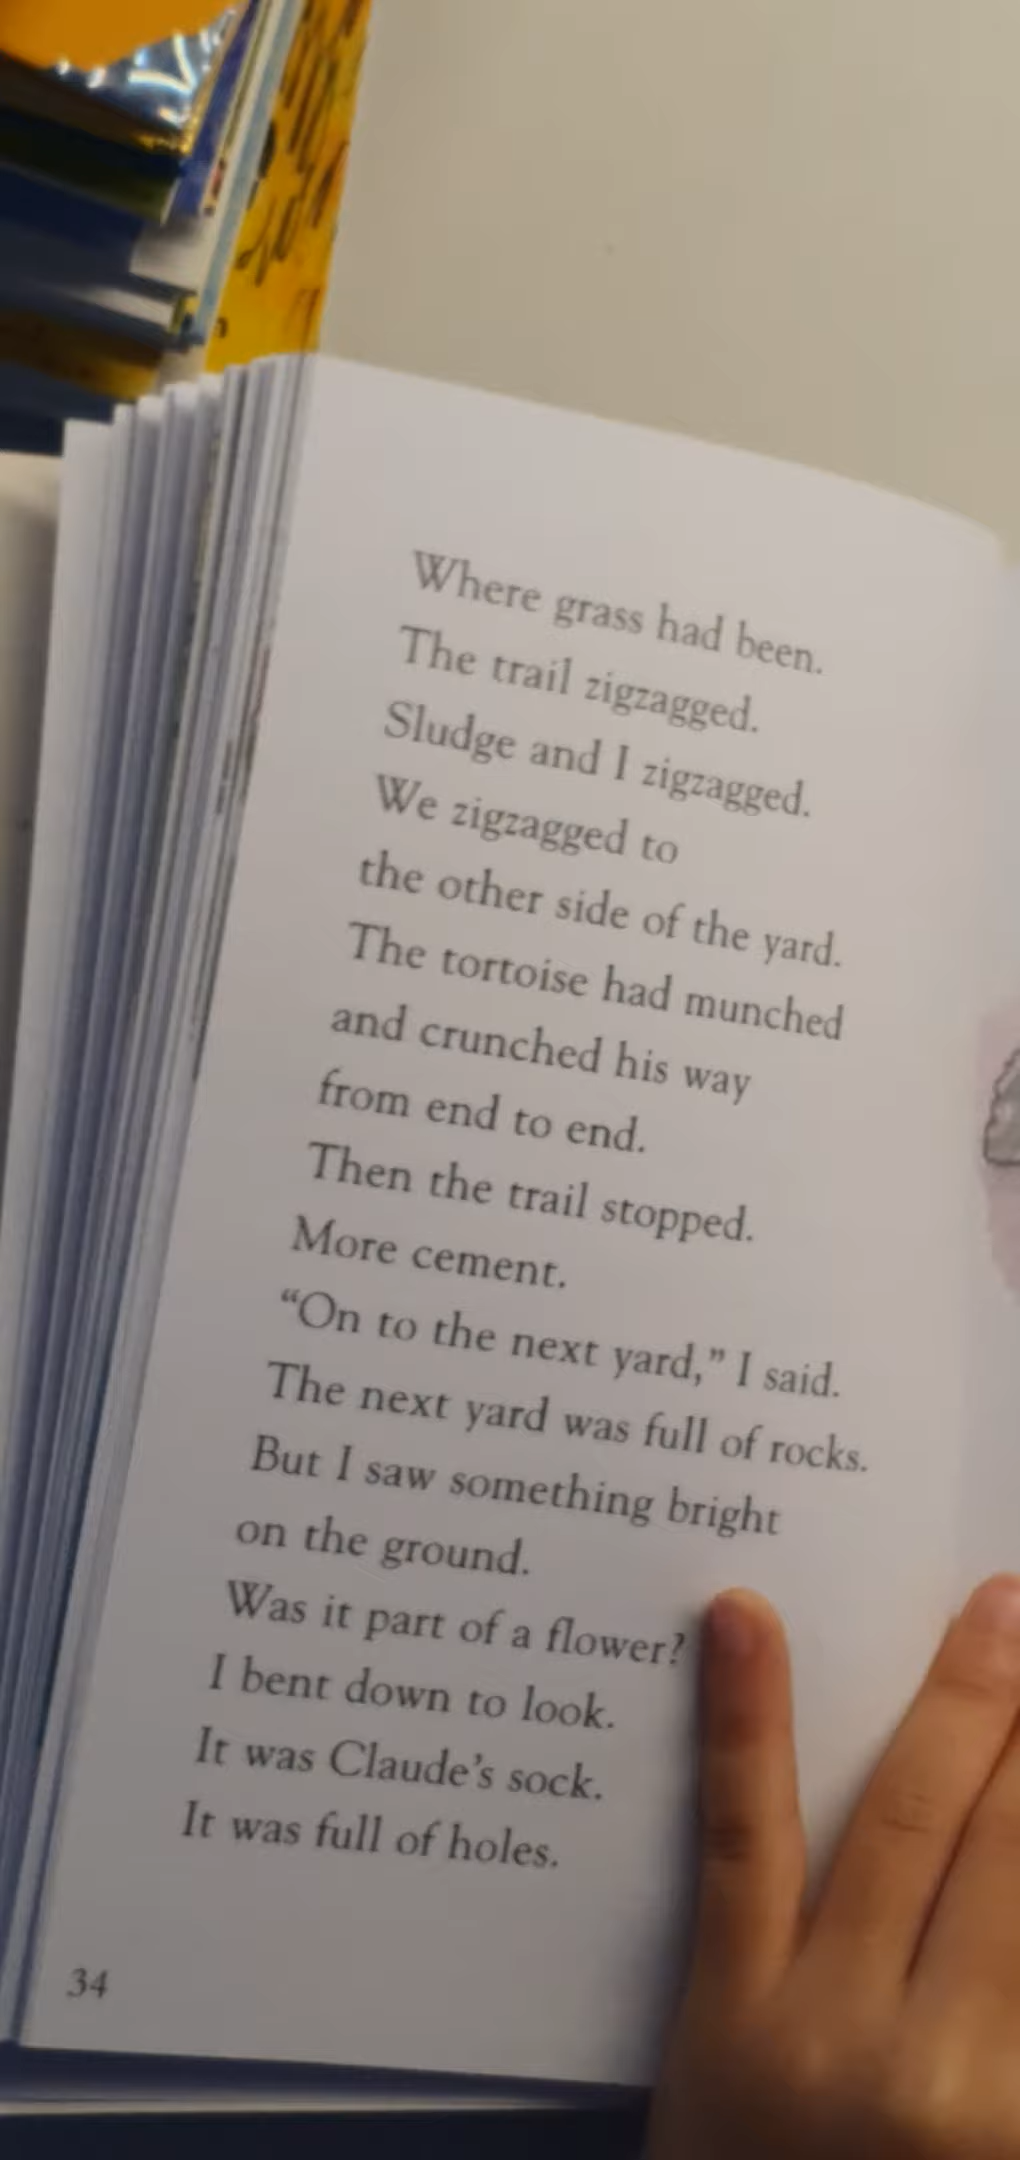 Where grass had been.
The trail zigzagged.
Sludge and I zigzagged.
We zigzagged to
the other side of the yard.
The tortoise had munched
and crunched his way
from end to end.
Then the trail stopped.
More cement.
“On to the next yard,” I said.
The next yard was full of rocks.
But I saw something bright
on the ground.
Was it part of a flower?
I bent down to look.
It was Claude’s sock.
It was full of holes.
34